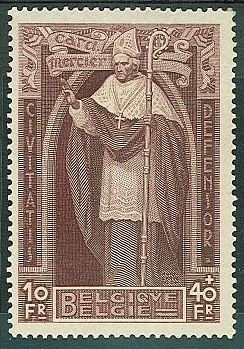 card
mercier
CIVITATIS
DEFENSOR
10 FR
BELGIQUE
BELGIË
+40 FR